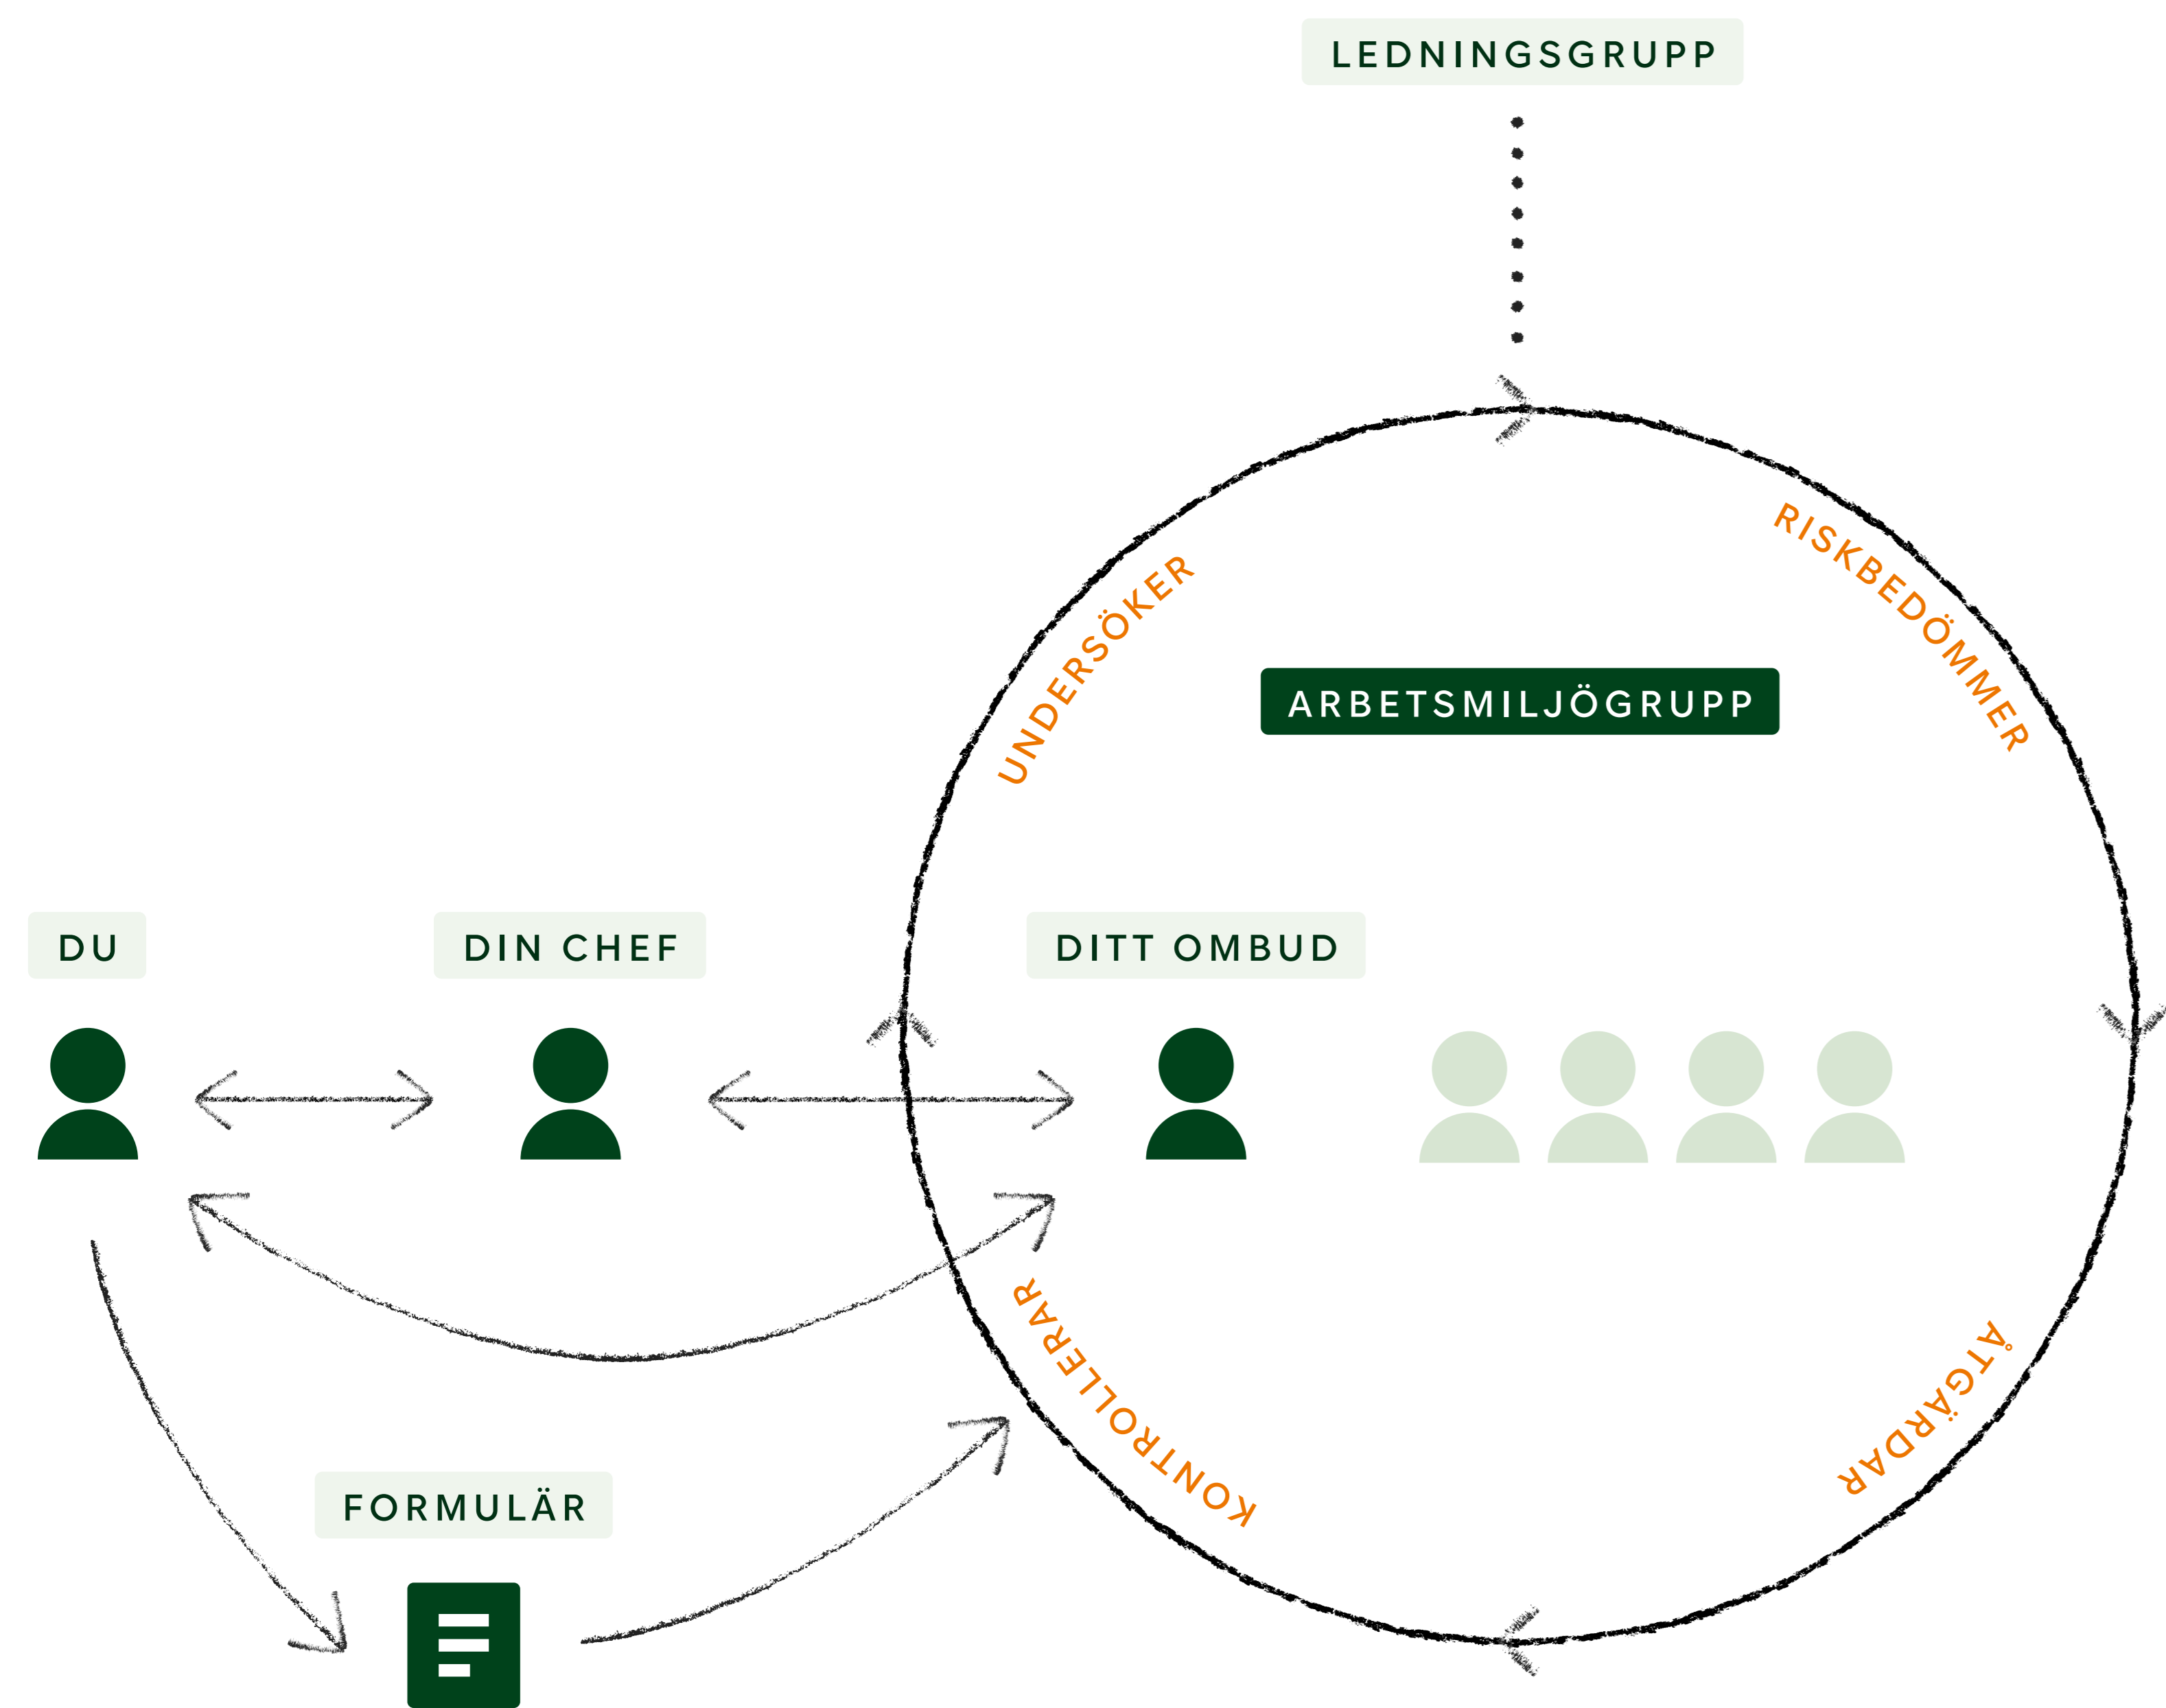 LEDNINGSGRUPP
UNDERSÖKER
RISKBEDÖMMER
ARBETSMILJÖGRUPP
DU
DIN CHEF
DITT OMBUD
KONTROLLERAR
ÅTGÄRDAR
FORMULÄR